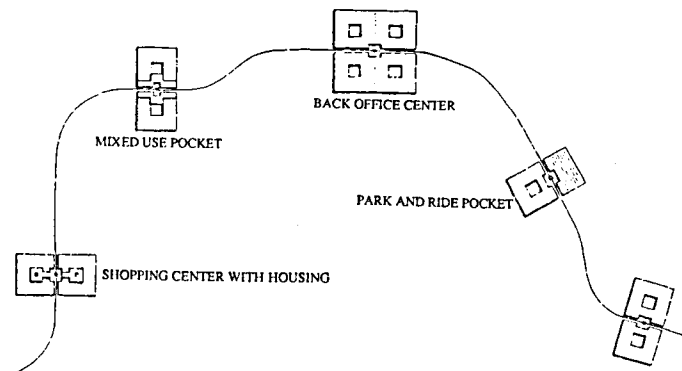 BACK OFFICE CENTER
MIXED USE POCKET
PARK AND RIDE POCKET
SHOPPING CENTER WITH HOUSING